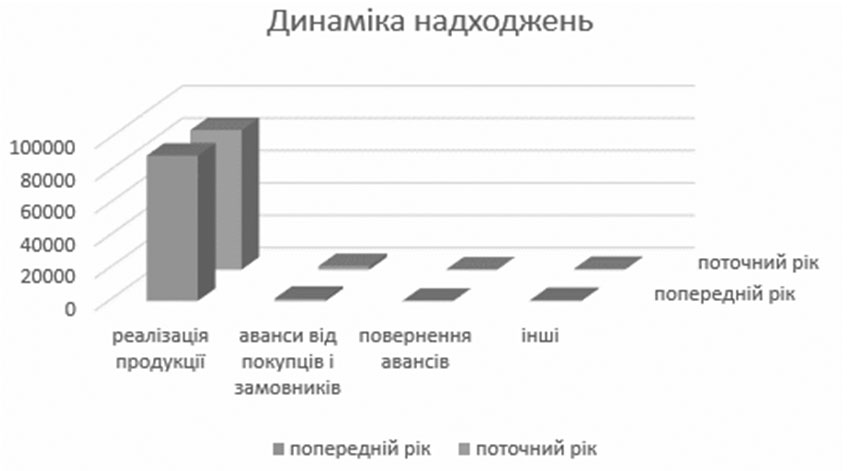 Динаміка надходжень
100000
80000
60000
40000
20000
0
поточний рік
попередній рік
реалізація
продукції
аванси від
покупців і
замовників
повернення
авансів
інші
попередній рік
поточний рік